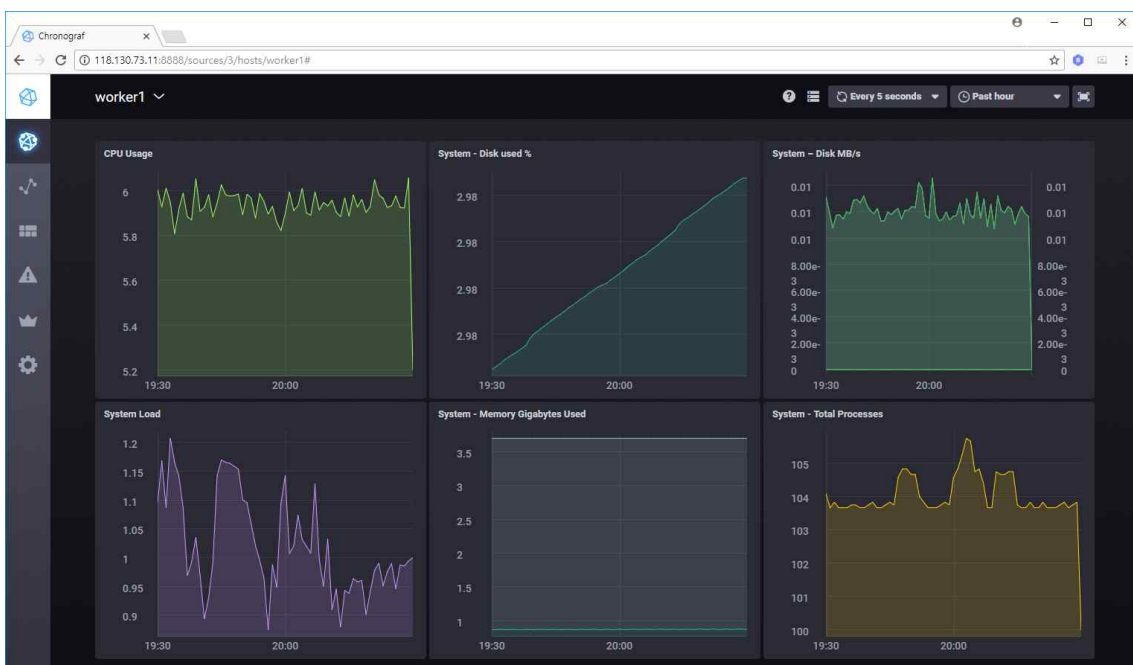 Chronograf
118.130.73.11:8888/sources/3/hosts/worker1#
worker1
Every 5 seconds
Past hour
CPU Usage
6
5.8
5.6
5.4
5.2
19:30
20:00
System - Disk used %
2.98
2.98
2.98
2.98
19:30
20:00
System – Disk MB/s
0.01
0.01
0.01
8.00e-
3
6.00e-
3
4.00e-
3
2.00e-
3
0
0.01
0.01
0.01
8.00e-
3
6.00e-
3
4.00e-
3
2.00e-
3
0
19:30
20:00
System Load
1.2
1.15
1.1
1.05
1
0.95
0.9
19:30
20:00
System - Memory Gigabytes Used
3.5
3
2.5
2
1.5
1
19:30
20:00
System - Total Processes
105
104
103
102
101
100
19:30
20:00